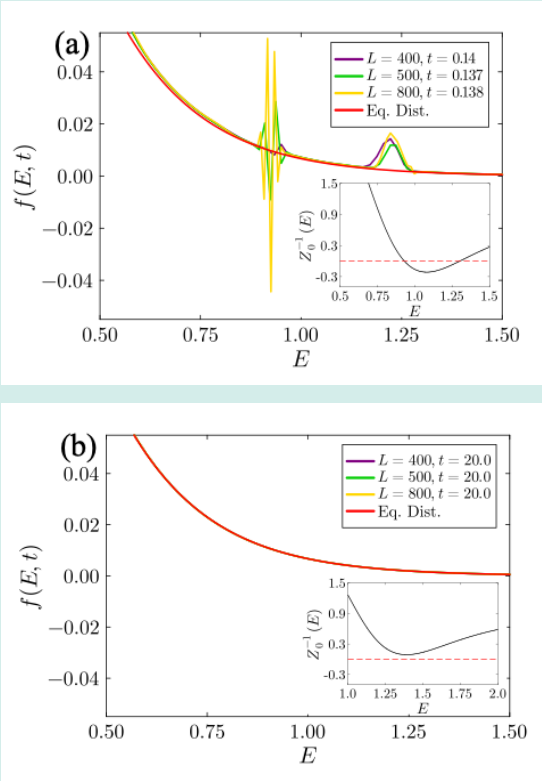 (a)
L = 400, t = 0.14
L = 500, t = 0.137
L = 800, t = 0.138
Eq. Dist.
f(E, t)
0.04
0.02
0.00
−0.02
−0.04
0.50
0.75
1.00
1.25
1.50
E
Z₀⁻¹(E)
1.5
0.9
0.3
-0.3
0.5
0.75
1.0
1.25
1.5
E
(b)
L = 400, t = 20.0
L = 500, t = 20.0
L = 800, t = 20.0
Eq. Dist.
f(E, t)
0.04
0.02
0.00
−0.02
−0.04
0.50
0.75
1.00
1.25
1.50
E
Z₀⁻¹(E)
1.5
0.9
0.3
-0.3
1.0
1.25
1.5
1.75
2.0
E